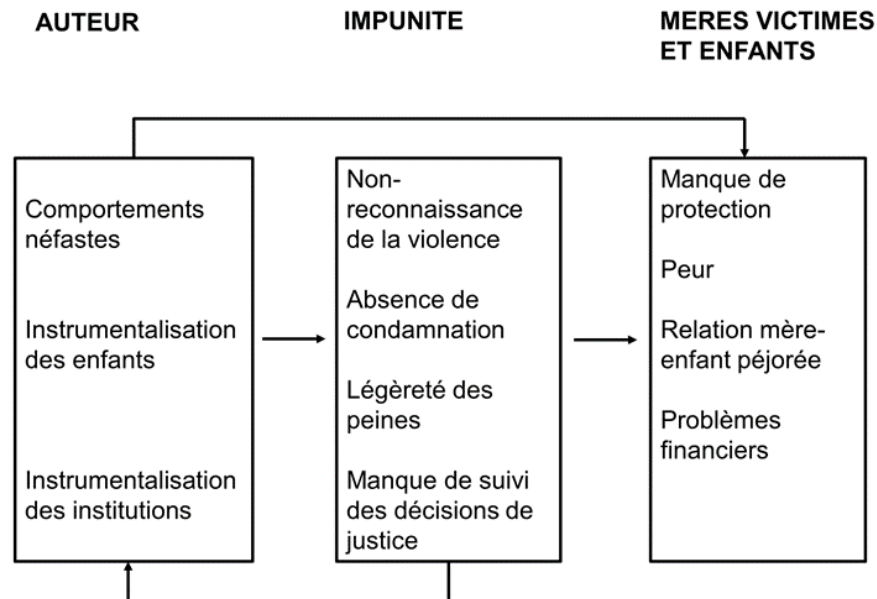 AUTEUR
IMPUNITE
MERES VICTIMES
ET ENFANTS
Comportements
néfastes
Instrumentalisation
des enfants
Instrumentalisation
des institutions
Non-
reconnaissance
de la violence
Absence de
condamnation
Légèreté des
peines
Manque de suivi
des décisions de
justice
Manque de
protection
Peur
Relation mère-
enfant péjorée
Problèmes
financiers